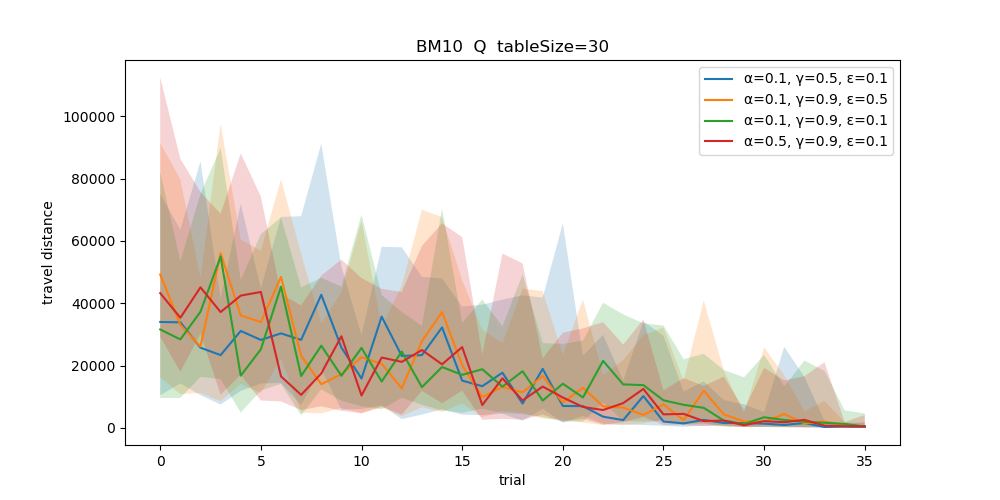 BM10  Q  tableSize=30
α=0.1, γ=0.5, ε=0.1
α=0.1, γ=0.9, ε=0.5
α=0.1, γ=0.9, ε=0.1
α=0.5, γ=0.9, ε=0.1
travel distance
100000
80000
60000
40000
20000
0
0 5 10 15 20 25 30 35
trial